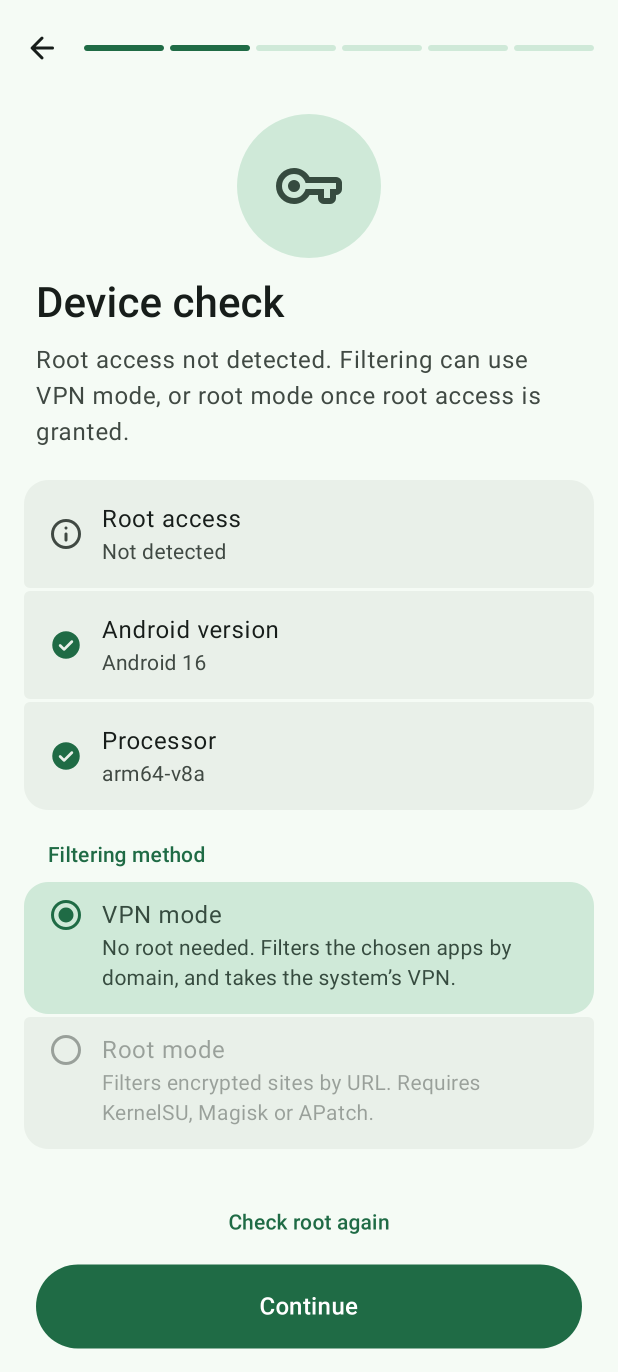 Device check
Root access not detected. Filtering can use
VPN mode, or root mode once root access is
granted.
Root access
Not detected
Android version
Android 16
Processor
arm64-v8a
Filtering method
VPN mode
No root needed. Filters the chosen apps by
domain, and takes the system’s VPN.
Root mode
Filters encrypted sites by URL. Requires
KernelSU, Magisk or APatch.
Check root again
Continue